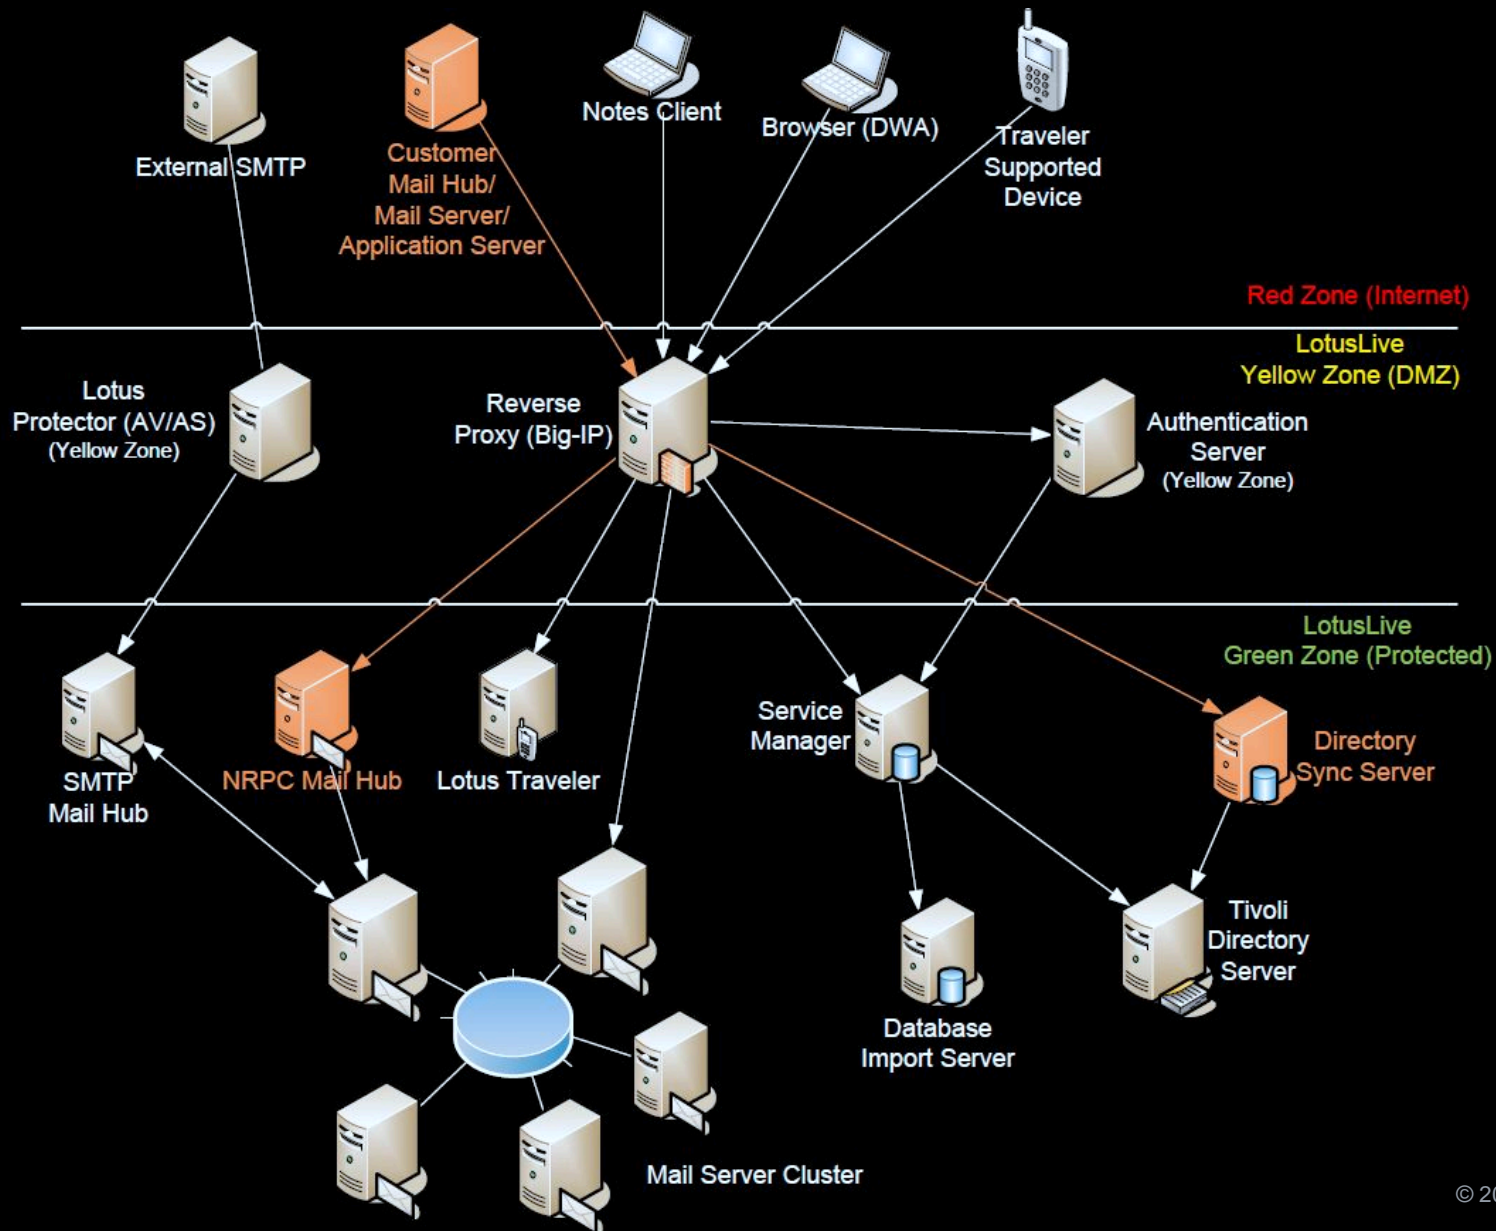 External SMTP
Customer
Mail Hub/
Mail Server/
Application Server
Notes Client
Browser (DWA)
Traveler
Supported
Device
Red Zone (Internet)
LotusLive
Yellow Zone (DMZ)
Lotus
Protector (AV/AS)
(Yellow Zone)
Reverse
Proxy (Big-IP)
Authentication
Server
(Yellow Zone)
LotusLive
Green Zone (Protected)
SMTP
Mail Hub
NRPC Mail Hub
Lotus Traveler
Service
Manager
Directory
Sync Server
Database
Import Server
Tivoli
Directory
Server
Mail Server Cluster
©